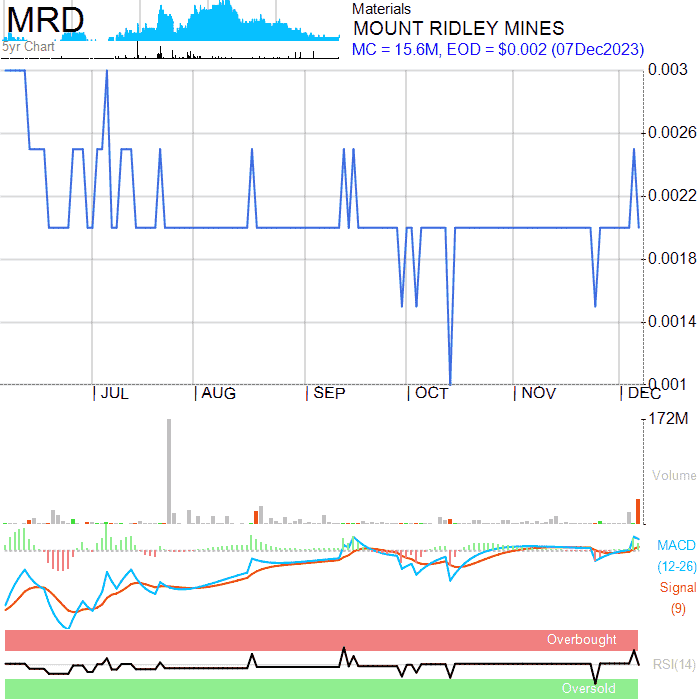 MRD
5yr Chart
Materials
MOUNT RIDLEY MINES
MC = 15.6M, EOD = $0.002 (07Dec2023)
0.003
0.0026
0.0022
0.0018
0.0014
0.001
JUL AUG SEP OCT NOV DEC
172M
Volume
MACD
(12-26)
Signal
(9)
Overbought
RSI(14)
Oversold